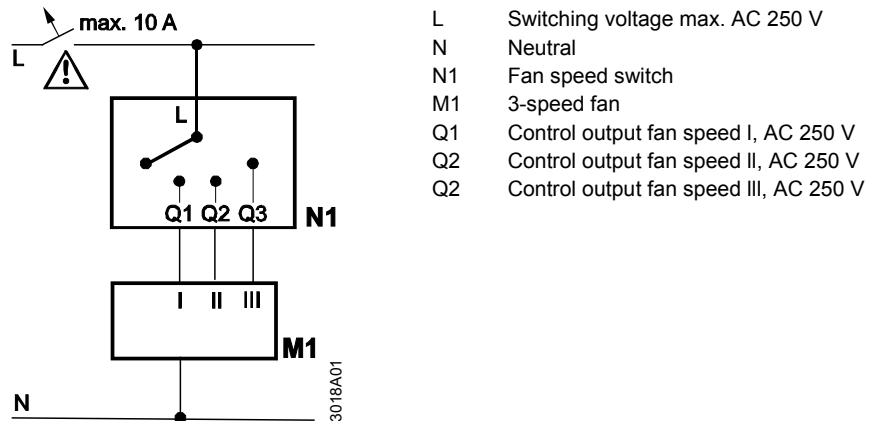 max. 10 A
L
L
Q1 Q2 Q3
N1
I II III
M1
N
3018A01
L Switching voltage max. AC 250 V
N Neutral
N1 Fan speed switch
M1 3-speed fan
Q1 Control output fan speed I, AC 250 V
Q2 Control output fan speed II, AC 250 V
Q2 Control output fan speed III, AC 250 V